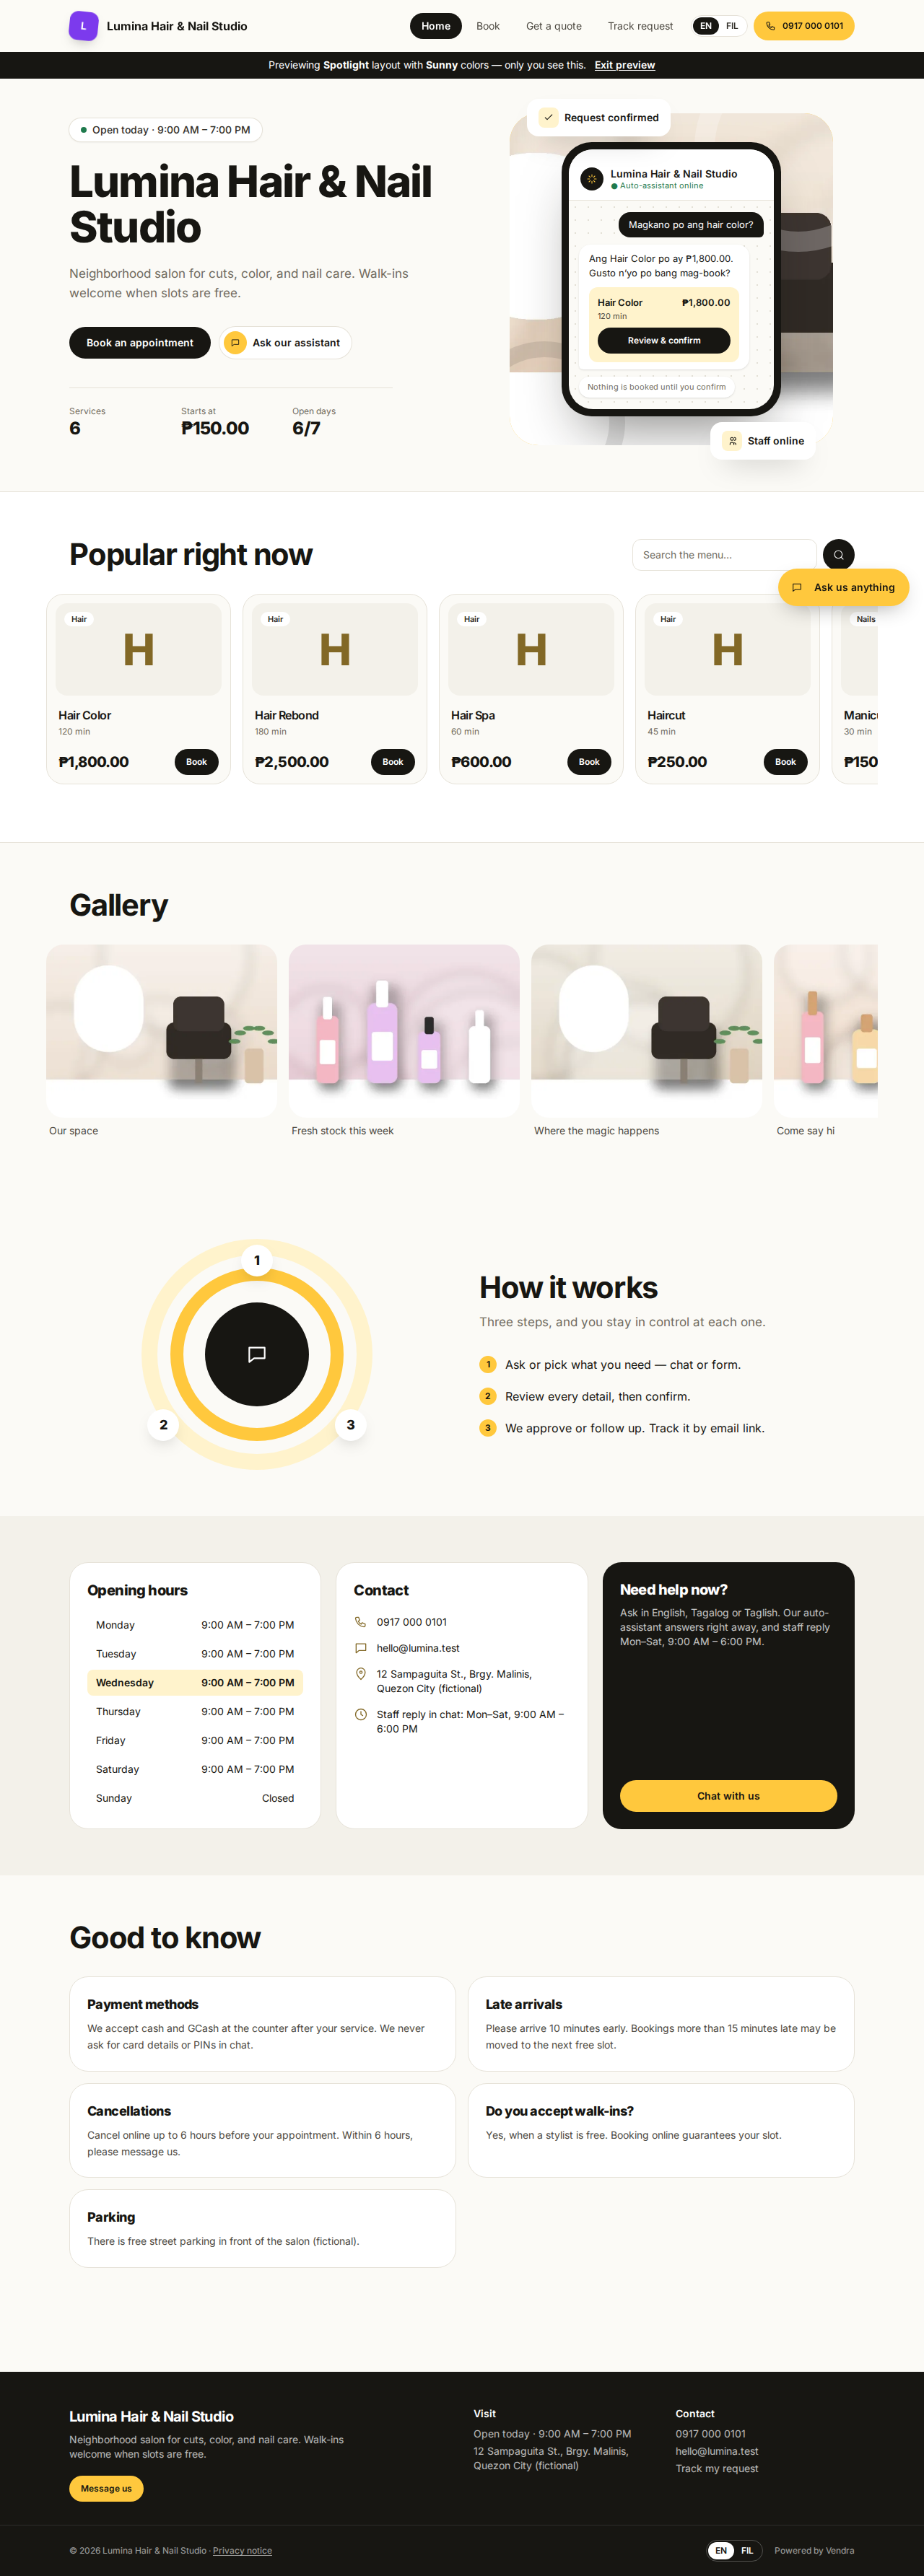 L
Lumina Hair & Nail Studio
Home
Book
Get a quote
Track request
EN
FIL
0917 000 0101
Previewing Spotlight layout with Sunny colors — only you see this. Exit preview
Open today · 9:00 AM – 7:00 PM
Lumina Hair & Nail
Studio
Neighborhood salon for cuts, color, and nail care. Walk-ins
welcome when slots are free.
Book an appointment
Ask our assistant
Services
6
Starts at
₱150.00
Open days
6/7
Request confirmed
Lumina Hair & Nail Studio
Auto-assistant online
Magkano po ang hair color?
Ang Hair Color po ay ₱1,800.00.
Gusto n'yo po bang mag-book?
Hair Color
₱1,800.00
120 min
Review & confirm
Nothing is booked until you confirm
Staff online
Popular right now
Search the menu...
Ask us anything
Hair
H
Hair Color
120 min
₱1,800.00
Book
Hair
H
Hair Rebond
180 min
₱2,500.00
Book
Hair
H
Hair Spa
60 min
₱600.00
Book
Hair
H
Haircut
45 min
₱250.00
Book
Nails
Manicu
30 min
₱150
Gallery
Our space
Fresh stock this week
Where the magic happens
Come say hi
1
2
3
How it works
Three steps, and you stay in control at each one.
1 Ask or pick what you need — chat or form.
2 Review every detail, then confirm.
3 We approve or follow up. Track it by email link.
Opening hours
Monday 9:00 AM – 7:00 PM
Tuesday 9:00 AM – 7:00 PM
Wednesday 9:00 AM – 7:00 PM
Thursday 9:00 AM – 7:00 PM
Friday 9:00 AM – 7:00 PM
Saturday 9:00 AM – 7:00 PM
Sunday Closed
Contact
0917 000 0101
hello@lumina.test
12 Sampaguita St., Brgy. Malinis,
Quezon City (fictional)
Staff reply in chat: Mon–Sat, 9:00 AM –
6:00 PM
Need help now?
Ask in English, Tagalog or Taglish. Our auto-
assistant answers right away, and staff reply
Mon–Sat, 9:00 AM – 6:00 PM.
Chat with us
Good to know
Payment methods
We accept cash and GCash at the counter after your service. We never
ask for card details or PINs in chat.
Late arrivals
Please arrive 10 minutes early. Bookings more than 15 minutes late may be
moved to the next free slot.
Cancellations
Cancel online up to 6 hours before your appointment. Within 6 hours,
please message us.
Do you accept walk-ins?
Yes, when a stylist is free. Booking online guarantees your slot.
Parking
There is free street parking in front of the salon (fictional).
Lumina Hair & Nail Studio
Neighborhood salon for cuts, color, and nail care. Walk-ins
welcome when slots are free.
Message us
Visit
Open today · 9:00 AM – 7:00 PM
12 Sampaguita St., Brgy. Malinis,
Quezon City (fictional)
Contact
0917 000 0101
hello@lumina.test
Track my request
© 2026 Lumina Hair & Nail Studio · Privacy notice
EN
FIL
Powered by Vendra